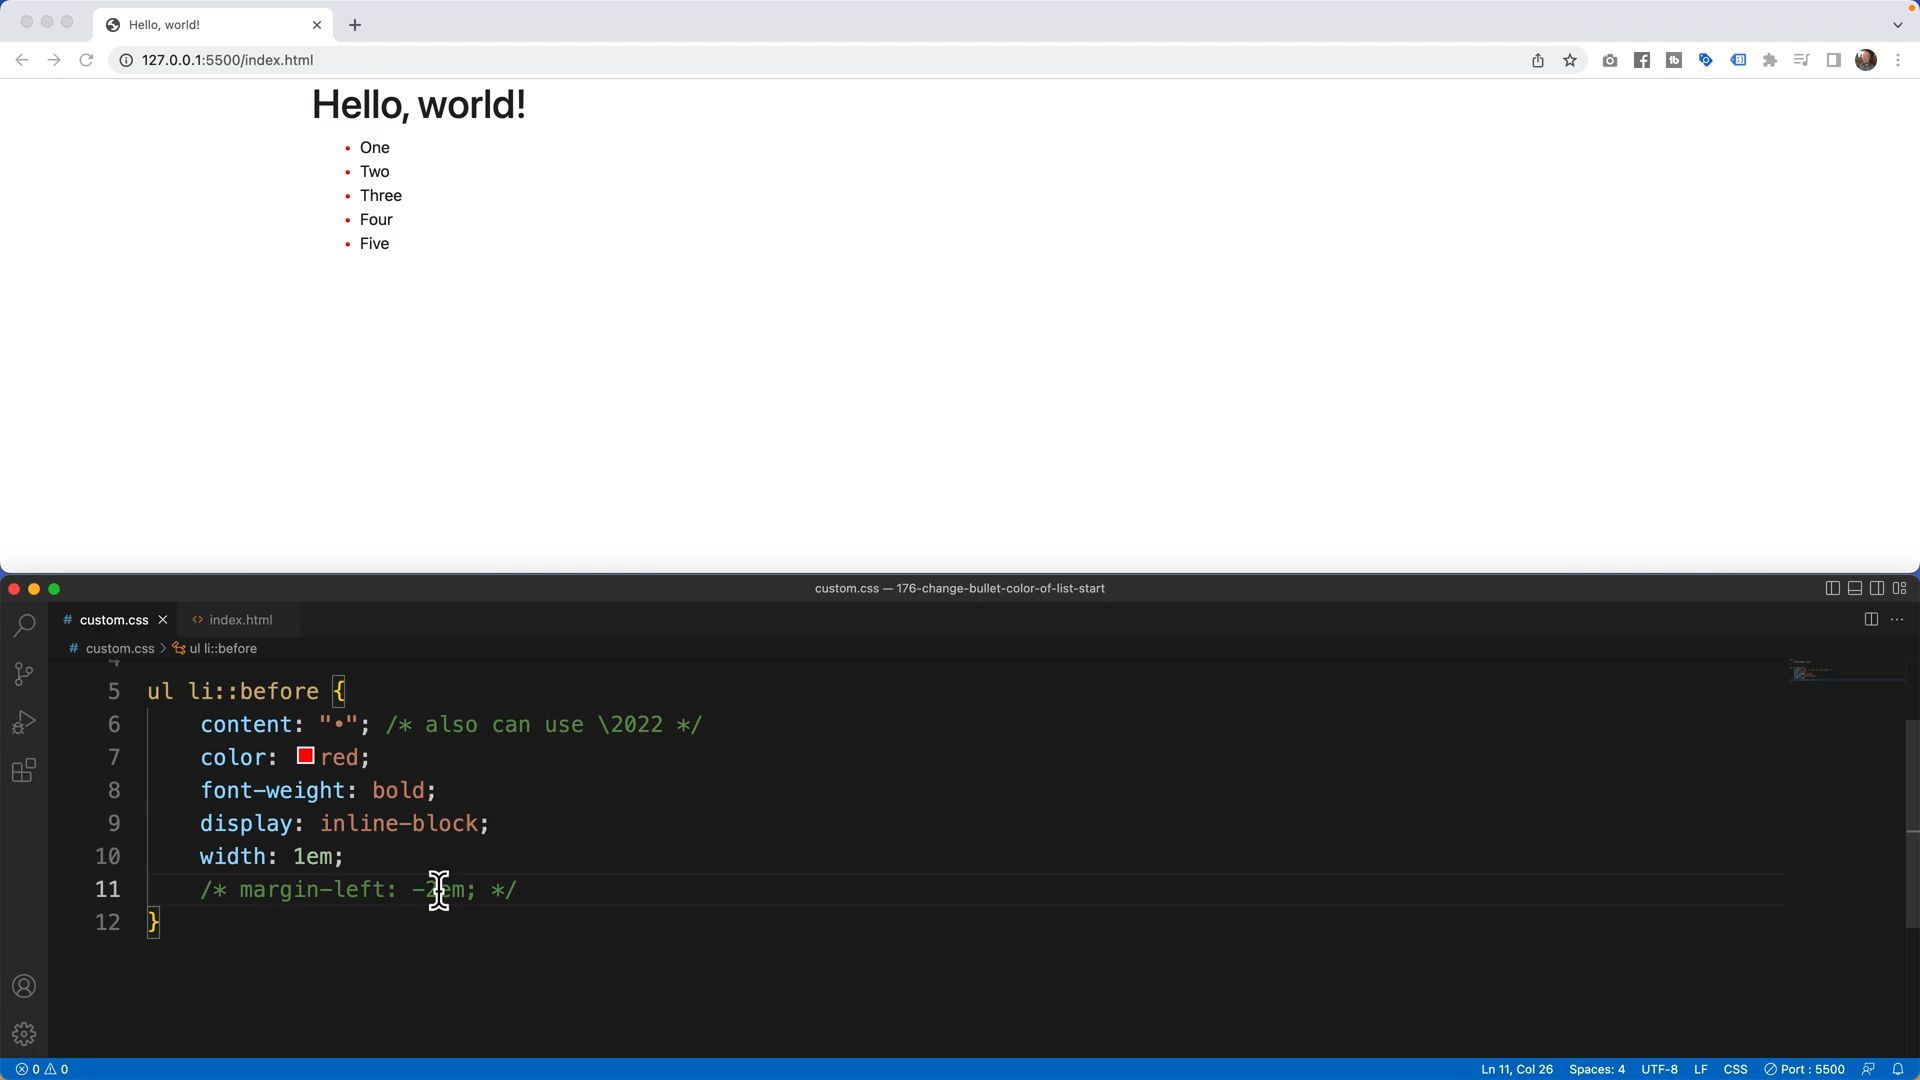 Hello, world!
127.0.0.1:5500/index.html
Hello, world!
• One
• Two
• Three
• Four
• Five
custom.css — 176-change-bullet-color-of-list-start
# custom.css
<> index.html
# custom.css > ul li::before
4
5 ul li::before {
6 content: "•"; /* also can use \2022 */
7 color: red;
8 font-weight: bold;
9 display: inline-block;
10 width: 1em;
11 /* margin-left: -2em; */
12 }
0 0 Ln 11, Col 26 Spaces: 4 UTF-8 LF CSS Port : 5500